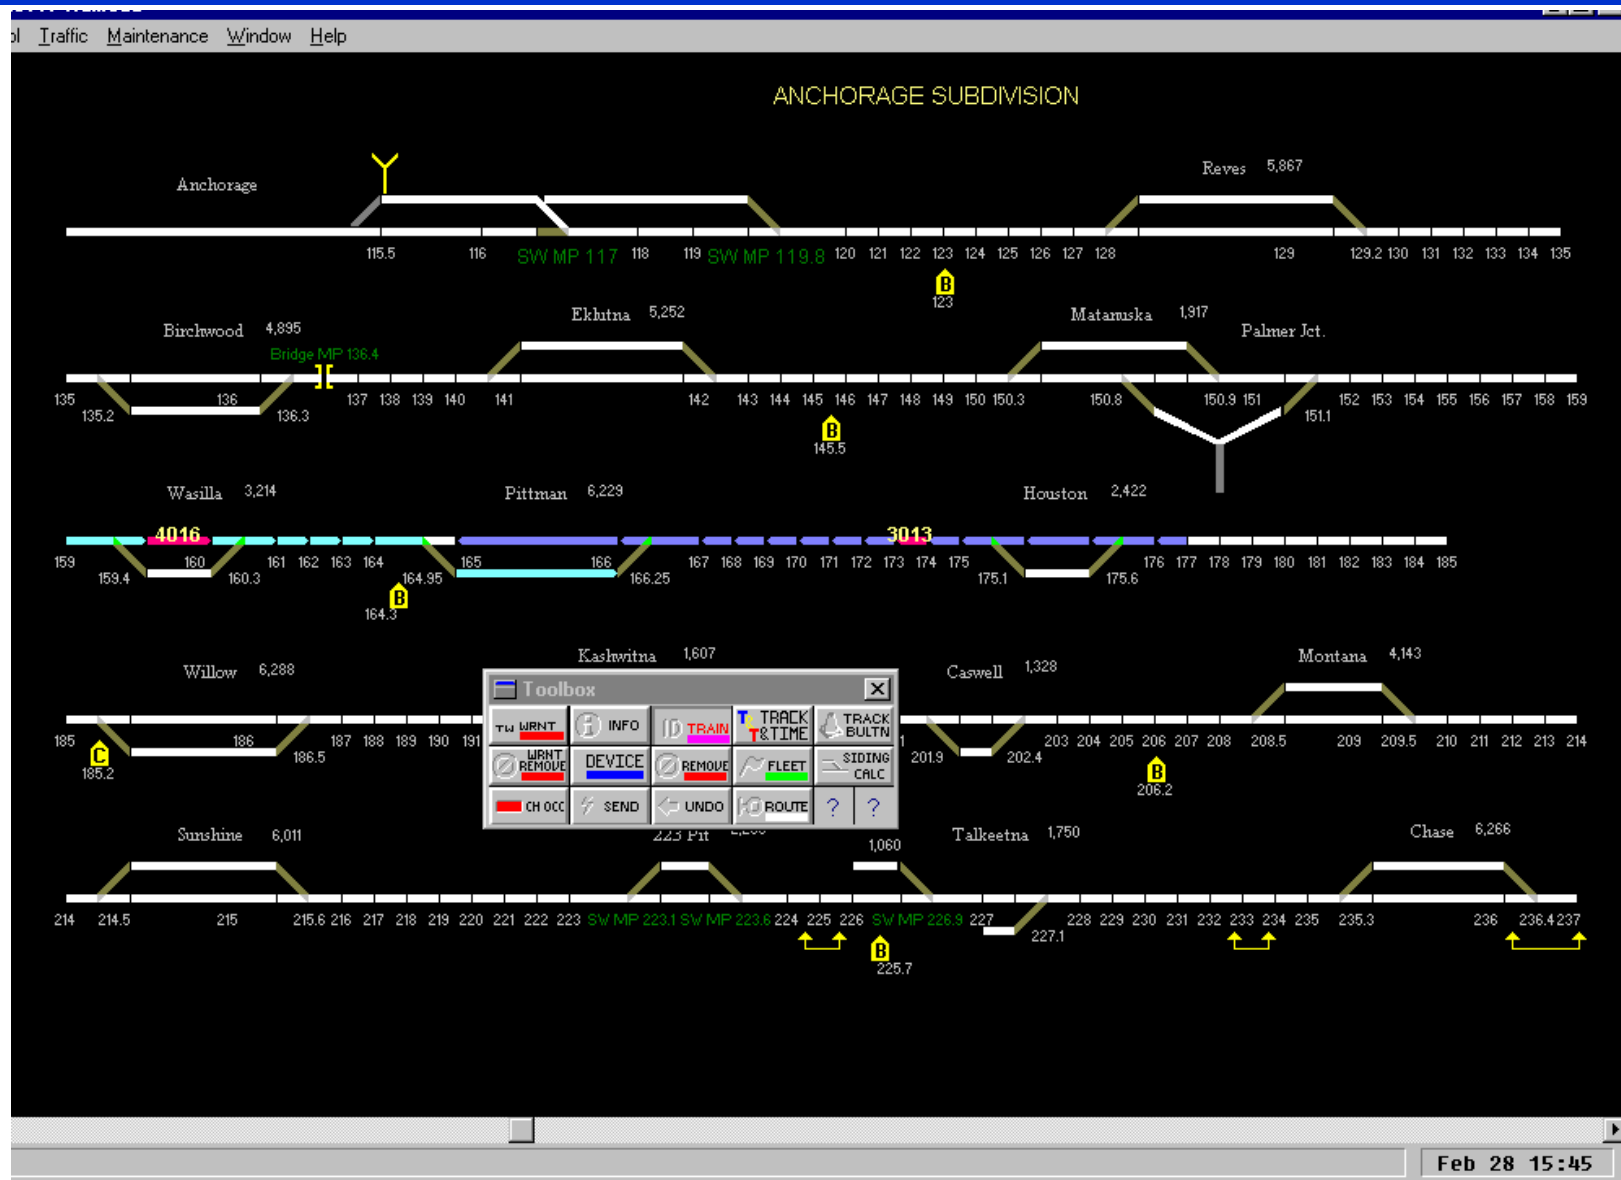 Traffic Maintenance Window Help
ANCHORAGE SUBDIVISION
Anchorage
Reves 5,867
115.5 116 SW MP 117 118 119 SW MP 119.8 120 121 122 123 124 125 126 127 128 129 129.2 130 131 132 133 134 135
B
123
Birchwood 4,895
Eklutna 5,252
Matanuska 1,917
Palmer Jct.
Bridge MP 136.4
135 135.2 136 136.3 137 138 139 140 141 142 143 144 145 146 147 148 149 150 150.3 150.8 150.9 151 151.1 152 153 154 155 156 157 158 159
B
145.5
Wasilla 3,214
Pittman 6,229
Houston 2,422
4016 3013
159 159.4 160 160.3 161 162 163 164 164.95 165 166 166.25 167 168 169 170 171 172 173 174 175 175.1 175.6 176 177 178 179 180 181 182 183 184 185
B
164.3
Willow 6,288
Kashwitna 1,607
Caswell 1,328
Montana 4,143
185 186 186.5 187 188 189 190 191 201.9 202.4 203 204 205 206 207 208 208.5 209 209.5 210 211 212 213 214
C
185.2
B
206.2
Toolbox
TW WRNT INFO ID TRAIN TRACK & TIME TRACK BULTN
WRNT REMOVE DEVICE REMOVE FLEET SIDING CALC
CH OCC SEND UNDO ROUTE ? ?
Sunshine 6,011
223 Pit
1,060
Talkeetna 1,750
Chase 6,266
214 214.5 215 215.6 216 217 218 219 220 221 222 223 SW MP 223.1 SW MP 223.6 224 225 226 SW MP 226.9 227 227.1 228 229 230 231 232 233 234 235 235.3 236 236.4 237
B
225.7
Feb 28 15:45